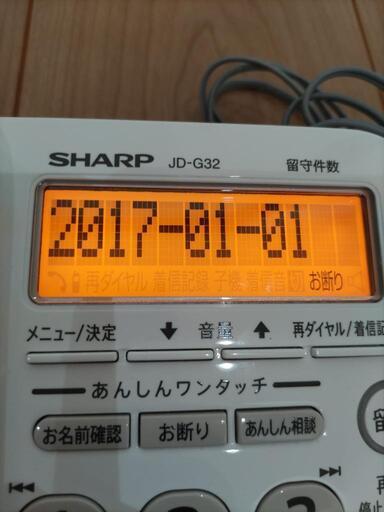 SHARP JD-G32 留守件数
2017-01-01
再ダイヤル 着信記録 子機 着信音 切 お断り
メニュー/決定 ↓ 音量 ↑ 再ダイヤル/着信記
あんしんワンタッチ
お名前確認 お断り あんしん相談 留